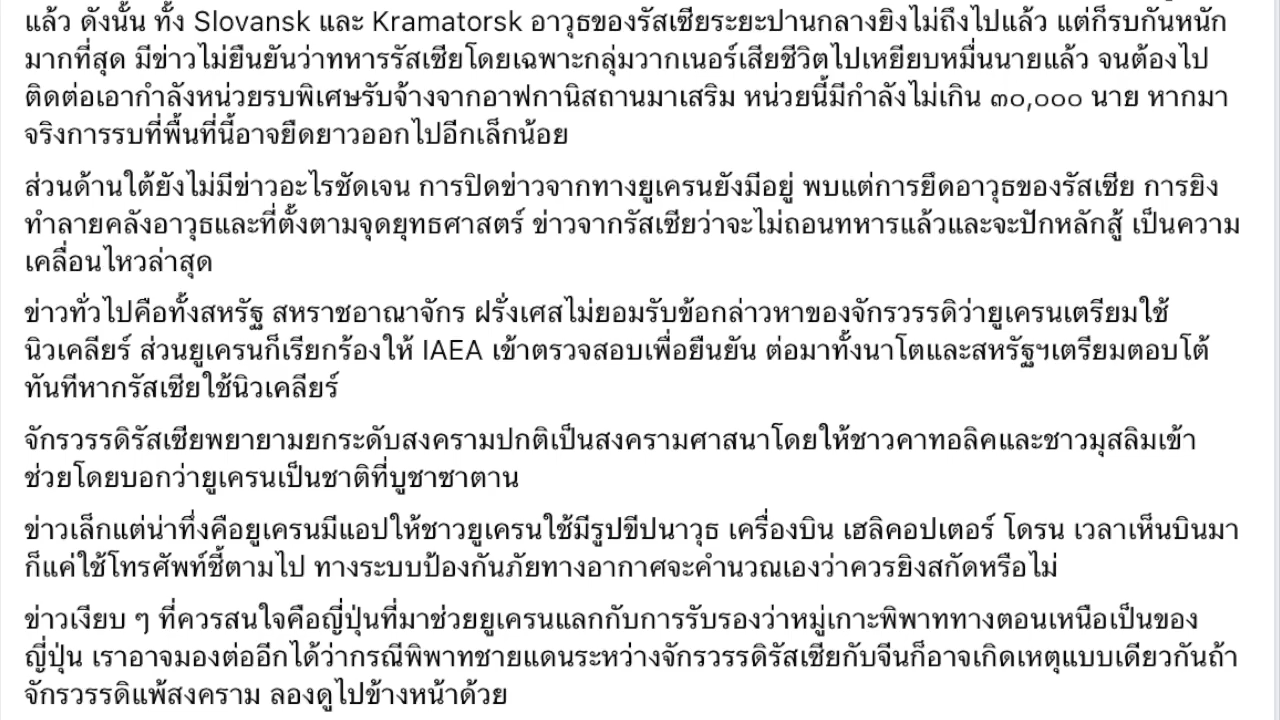 แล้ว ดังนั้น ทั้ง Slovansk และ Kramatorsk อาวุธของรัสเซียระยะปานกลางยิงไม่ถึงไปแล้ว แต่ก็รบกันหนัก
มากที่สุด มีข่าวไม่ยืนยันว่าทหารรัสเซียโดยเฉพาะกลุ่มวากเนอร์เสียชีวิตไปเหยียบหมื่นนายแล้ว จนต้องไป
ติดต่อเอากำลังหน่วยรบพิเศษรับจ้างจากอาฟกานิสถานมาเสริม หน่วยนี้มีกำลังไม่เกิน ๓๐,๐๐๐ นาย หากมา
จริงการรบที่พื้นที่นี้อาจยืดยาวออกไปอีกเล็กน้อย
ส่วนด้านใต้ยังไม่มีข่าวอะไรชัดเจน การปิดข่าวจากทางยูเครนยังมีอยู่ พบแต่การยึดอาวุธของรัสเซีย การยิง
ทำลายคลังอาวุธและที่ตั้งตามจุดยุทธศาสตร์ ข่าวจากรัสเซียว่าจะไม่ถอนทหารแล้วและจะปักหลักสู้ เป็นความ
เคลื่อนไหวล่าสุด
ข่าวทั่วไปคือทั้งสหรัฐ สหราชอาณาจักร ฝรั่งเศสไม่ยอมรับข้อกล่าวหาของจักรวรรดิว่ายูเครนเตรียมใช้
นิวเคลียร์ ส่วนยูเครนก็เรียกร้องให้ IAEA เข้าตรวจสอบเพื่อยืนยัน ต่อมาทั้งนาโตและสหรัฐฯเตรียมตอบโต้
ทันทีหากรัสเซียใช้นิวเคลียร์
จักรวรรดิรัสเซียพยายามยกระดับสงครามปกติเป็นสงครามศาสนาโดยให้ชาวคาทอลิคและชาวมุสลิมเข้า
ช่วยโดยบอกว่ายูเครนเป็นชาติที่บูชาซาตาน
ข่าวเล็กแต่น่าทึ่งคือยูเครนมีแอปให้ชาวยูเครนใช้มีรูปขีปนาวุธ เครื่องบิน เฮลิคอปเตอร์ โดรน เวลาเห็นบินมา
ก็แค่ใช้โทรศัพท์ชี้ตามไป ทางระบบป้องกันภัยทางอากาศจะคำนวณเองว่าควรยิงสกัดหรือไม่
ข่าวเงียบ ๆ ที่ควรสนใจคือญี่ปุ่นที่มาช่วยยูเครนแลกกับการรับรองว่าหมู่เกาะพิพาททางตอนเหนือเป็นของ
ญี่ปุ่น เราอาจมองต่ออีกได้ว่ากรณีพิพาทชายแดนระหว่างจักรวรรดิรัสเซียกับจีนก็อาจเกิดเหตุแบบเดียวกันถ้า
จักรวรรดิแพ้สงคราม ลองดูไปข้างหน้าด้วย